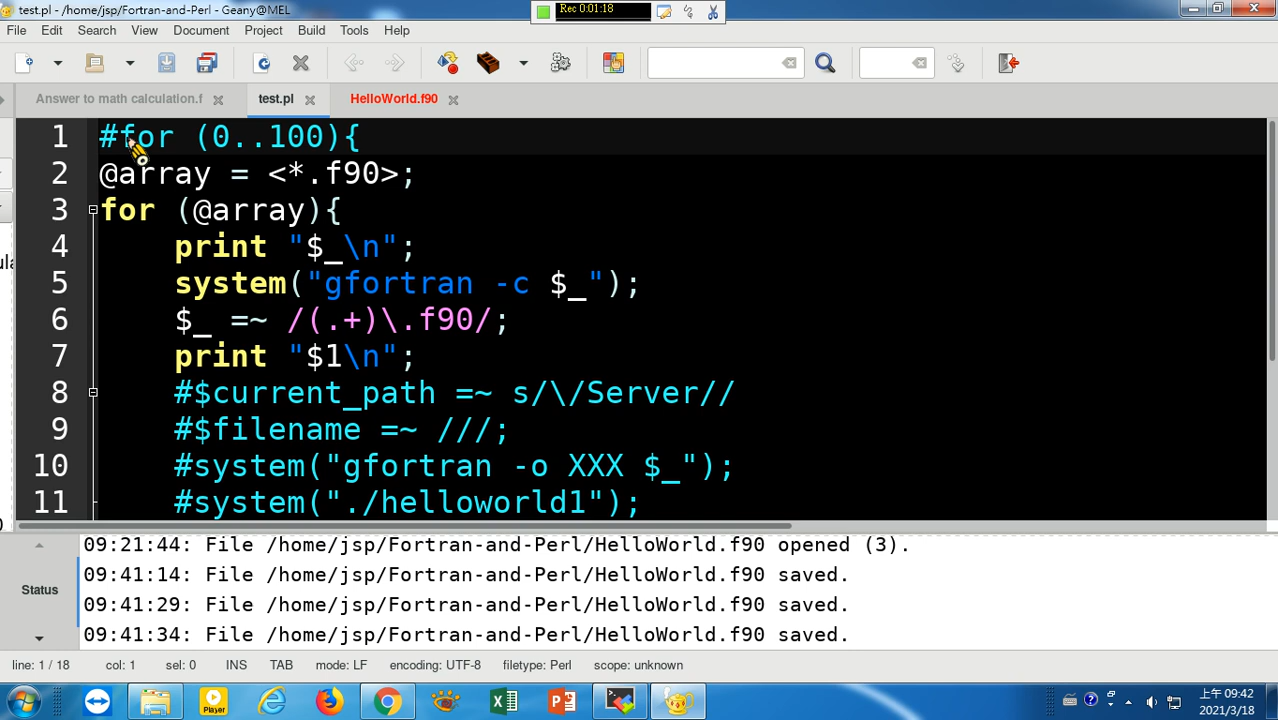 test.pl - /home/jsp/Fortran-and-Perl/ - Geany@MEL
Rec 0:01:18
File Edit Search View Document Project Build Tools Help
Answer to math calculation.f
test.pl
HelloWorld.f90
1 #for (0..100){
2 @array = <*.f90>;
3 for (@array){
4 print "$_\n";
5 system("gfortran -c $_");
6 $_ =~ /(.+)\.f90/;
7 print "$1\n";
8 #$current_path =~ s/\/Server//
9 #$filename =~ ///;
10 #system("gfortran -o XXX $_");
11 #system("./helloworld1");
09:21:44: File /home/jsp/Fortran-and-Perl/HelloWorld.f90 opened (3).
09:41:14: File /home/jsp/Fortran-and-Perl/HelloWorld.f90 saved.
Status
09:41:29: File /home/jsp/Fortran-and-Perl/HelloWorld.f90 saved.
09:41:34: File /home/jsp/Fortran-and-Perl/HelloWorld.f90 saved.
line: 1 / 18 col: 1 sel: 0 INS TAB mode: LF encoding: UTF-8 filetype: Perl scope: unknown
Player
上午 09:42
2021/3/18